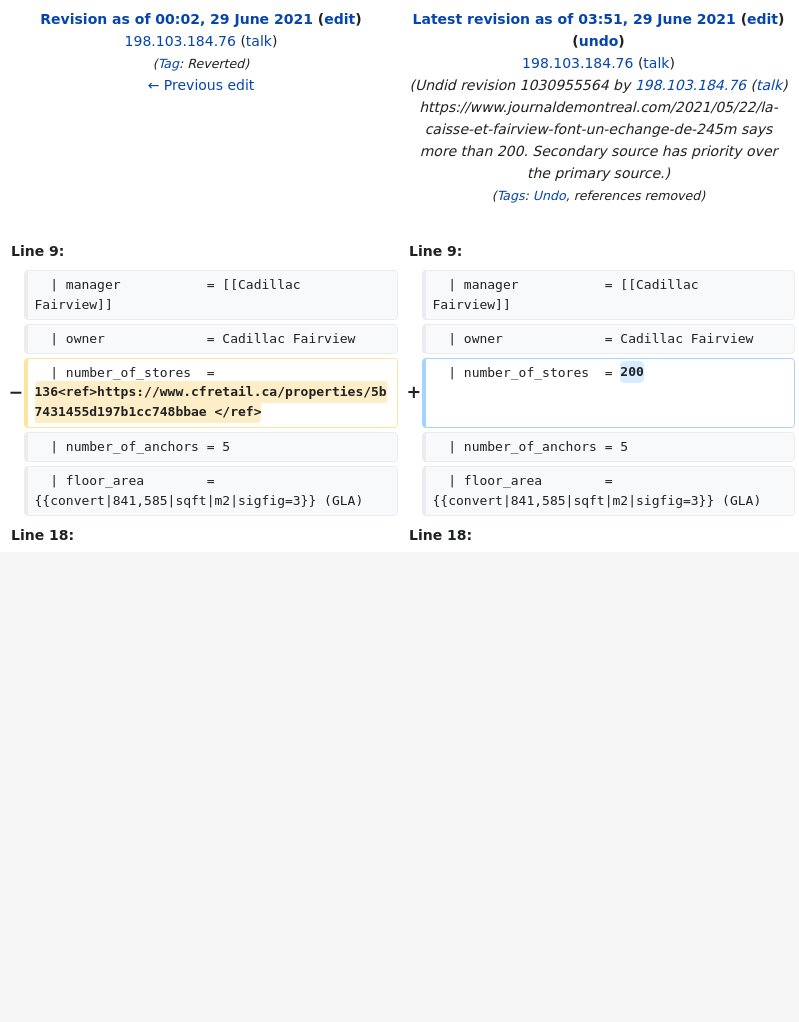 Revision as of 00:02, 29 June 2021 (edit)
198.103.184.76 (talk)
(Tag: Reverted)
← Previous edit
Latest revision as of 03:51, 29 June 2021 (edit)
(undo)
198.103.184.76 (talk)
(Undid revision 1030955564 by 198.103.184.76 (talk)
https://www.journaldemontreal.com/2021/05/22/la-
caisse-et-fairview-font-un-echange-de-245m says
more than 200. Secondary source has priority over
the primary source.)
(Tags: Undo, references removed)
Line 9:
Line 9:
| manager = [[Cadillac
Fairview]]
| manager = [[Cadillac
Fairview]]
| owner = Cadillac Fairview
| owner = Cadillac Fairview
− | number_of_stores =
136<ref>https://www.cfretail.ca/properties/5b
7431455d197b1cc748bbae </ref>
+ | number_of_stores = 200
| number_of_anchors = 5
| number_of_anchors = 5
| floor_area =
{{convert|841,585|sqft|m2|sigfig=3}} (GLA)
| floor_area =
{{convert|841,585|sqft|m2|sigfig=3}} (GLA)
Line 18:
Line 18: